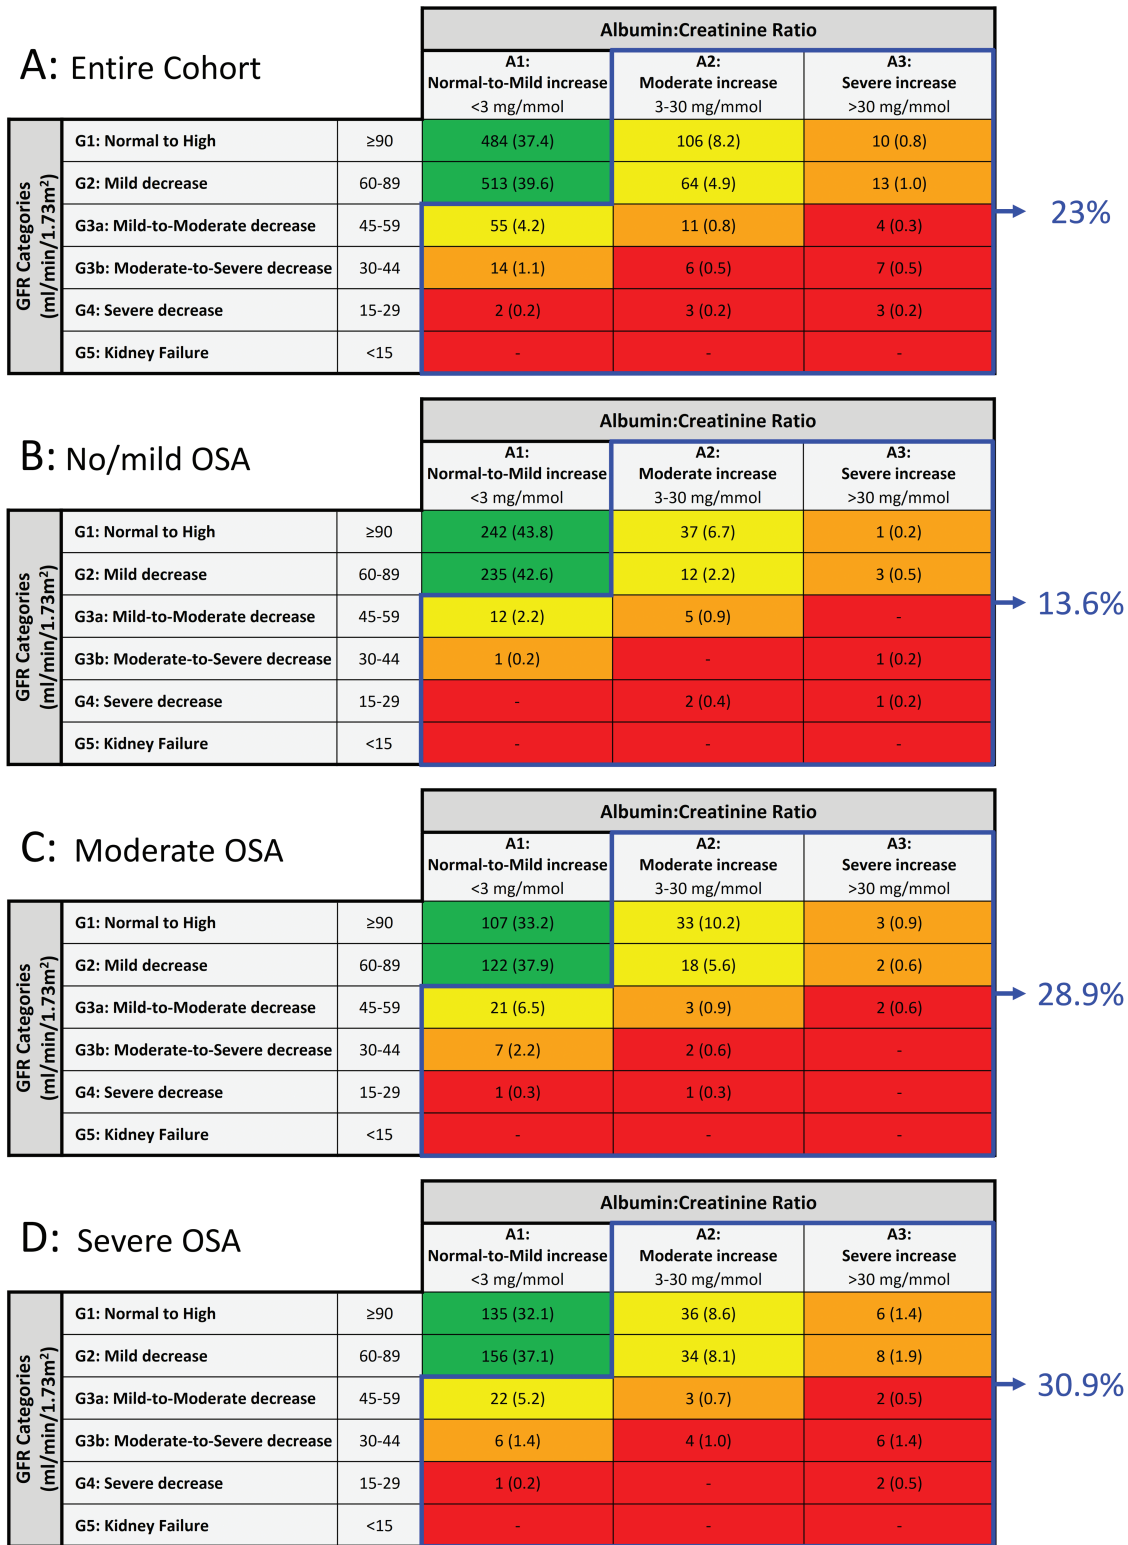 A: Entire Cohort
Albumin:Creatinine Ratio
A1: A2: A3:
Normal-to-Mild increase Moderate increase Severe increase
<3 mg/mmol 3-30 mg/mmol >30 mg/mmol
GFR Categories
(ml/min/1.73m²)
G1: Normal to High ≥90 484 (37.4) 106 (8.2) 10 (0.8)
G2: Mild decrease 60-89 513 (39.6) 64 (4.9) 13 (1.0)
G3a: Mild-to-Moderate decrease 45-59 55 (4.2) 11 (0.8) 4 (0.3)
G3b: Moderate-to-Severe decrease 30-44 14 (1.1) 6 (0.5) 7 (0.5)
G4: Severe decrease 15-29 2 (0.2) 3 (0.2) 3 (0.2)
G5: Kidney Failure <15 - - -
23%
B: No/mild OSA
Albumin:Creatinine Ratio
A1: A2: A3:
Normal-to-Mild increase Moderate increase Severe increase
<3 mg/mmol 3-30 mg/mmol >30 mg/mmol
GFR Categories
(ml/min/1.73m²)
G1: Normal to High ≥90 242 (43.8) 37 (6.7) 1 (0.2)
G2: Mild decrease 60-89 235 (42.6) 12 (2.2) 3 (0.5)
G3a: Mild-to-Moderate decrease 45-59 12 (2.2) 5 (0.9) -
G3b: Moderate-to-Severe decrease 30-44 1 (0.2) - 1 (0.2)
G4: Severe decrease 15-29 - 2 (0.4) 1 (0.2)
G5: Kidney Failure <15 - - -
13.6%
C: Moderate OSA
Albumin:Creatinine Ratio
A1: A2: A3:
Normal-to-Mild increase Moderate increase Severe increase
<3 mg/mmol 3-30 mg/mmol >30 mg/mmol
GFR Categories
(ml/min/1.73m²)
G1: Normal to High ≥90 107 (33.2) 33 (10.2) 3 (0.9)
G2: Mild decrease 60-89 122 (37.9) 18 (5.6) 2 (0.6)
G3a: Mild-to-Moderate decrease 45-59 21 (6.5) 3 (0.9) 2 (0.6)
G3b: Moderate-to-Severe decrease 30-44 7 (2.2) 2 (0.6) -
G4: Severe decrease 15-29 1 (0.3) 1 (0.3) -
G5: Kidney Failure <15 - - -
28.9%
D: Severe OSA
Albumin:Creatinine Ratio
A1: A2: A3:
Normal-to-Mild increase Moderate increase Severe increase
<3 mg/mmol 3-30 mg/mmol >30 mg/mmol
GFR Categories
(ml/min/1.73m²)
G1: Normal to High ≥90 135 (32.1) 36 (8.6) 6 (1.4)
G2: Mild decrease 60-89 156 (37.1) 34 (8.1) 8 (1.9)
G3a: Mild-to-Moderate decrease 45-59 22 (5.2) 3 (0.7) 2 (0.5)
G3b: Moderate-to-Severe decrease 30-44 6 (1.4) 4 (1.0) 6 (1.4)
G4: Severe decrease 15-29 1 (0.2) - 2 (0.5)
G5: Kidney Failure <15 - - -
30.9%